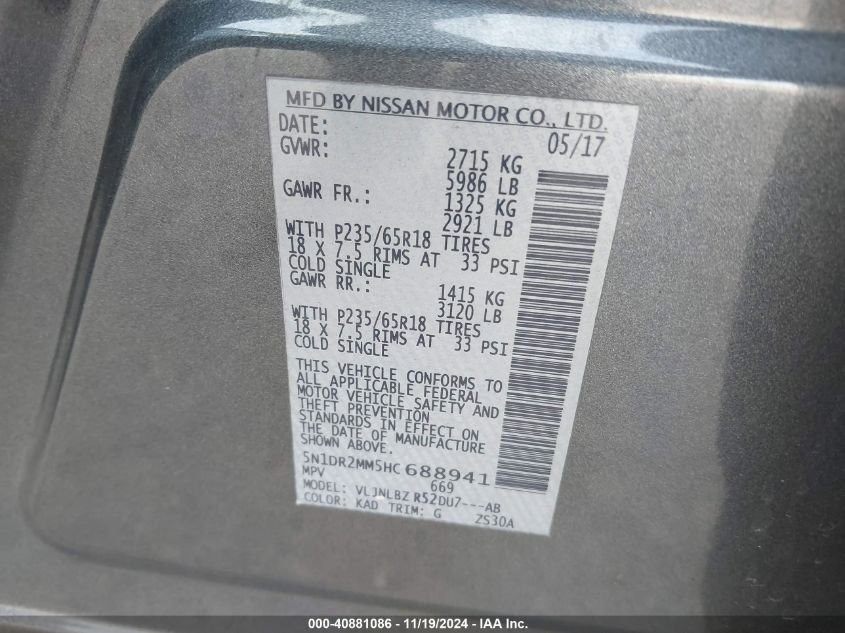 MFD BY NISSAN MOTOR CO., LTD.
DATE: 05/17
GVWR: 2715 KG
5986 LB
GAWR FR.: 1325 KG
2921 LB
WITH P235/65R18 TIRES
18 X 7.5 RIMS AT 33 PSI
COLD SINGLE
GAWR RR.: 1415 KG
3120 LB
WITH P235/65R18 TIRES
18 X 7.5 RIMS AT 33 PSI
COLD SINGLE
THIS VEHICLE CONFORMS TO
ALL APPLICABLE FEDERAL
MOTOR VEHICLE SAFETY AND
THEFT PREVENTION
STANDARDS IN EFFECT ON
THE DATE OF MANUFACTURE
SHOWN ABOVE.
5N1DR2MM5HC688941
MPV 669
MODEL: VLJNLBZ R52DU7---AB
COLOR: KAD TRIM: G ZS30A
000-40881086 - 11/19/2024 - IAA Inc.